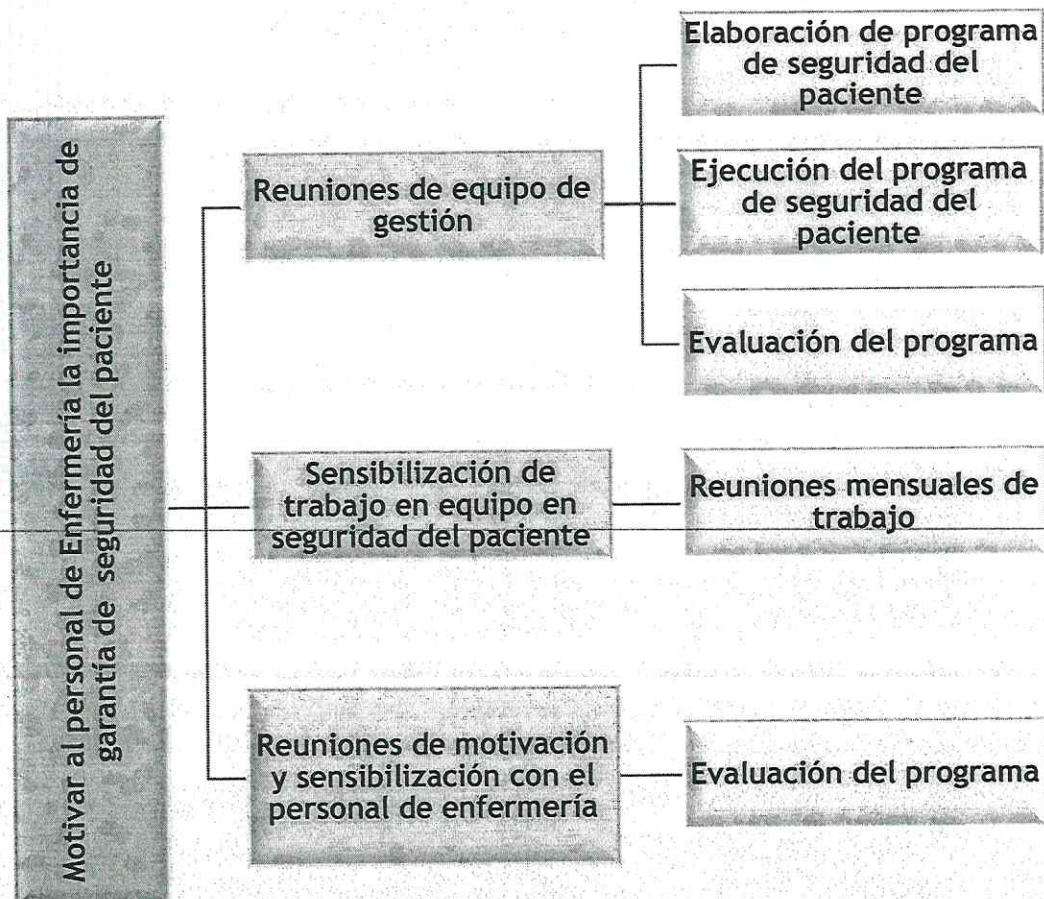 Motivar al personal de Enfermería la importancia de
garantía de seguridad del paciente
Reuniones de equipo de
gestión
Elaboración de programa
de seguridad del
paciente
Ejecución del programa
de seguridad del
paciente
Evaluación del programa
Sensibilización de
trabajo en equipo en
seguridad del paciente
Reuniones mensuales de
trabajo
Reuniones de motivación
y sensibilización con el
personal de enfermería
Evaluación del programa